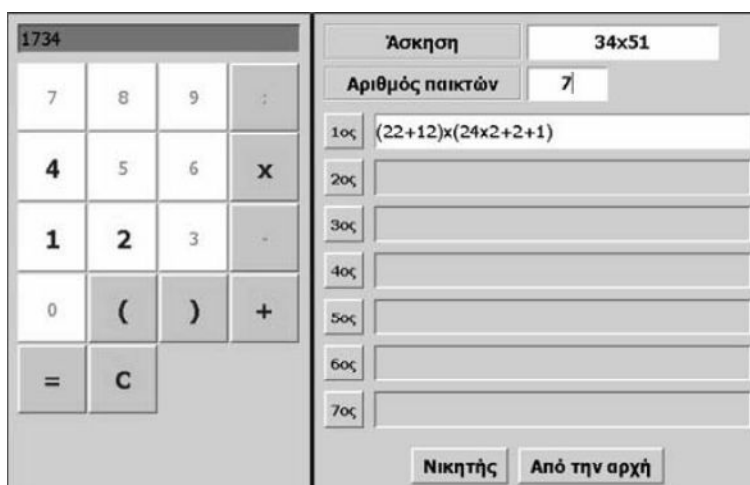 1734
7 8 9 :
4 5 6 x
1 2 3 -
0 ( ) +
= C
Άσκηση 34x51
Αριθμός παικτών 7
1ος (22+12)x(24x2+2+1)
2ος
3ος
4ος
5ος
6ος
7ος
Νικητής Από την αρχή